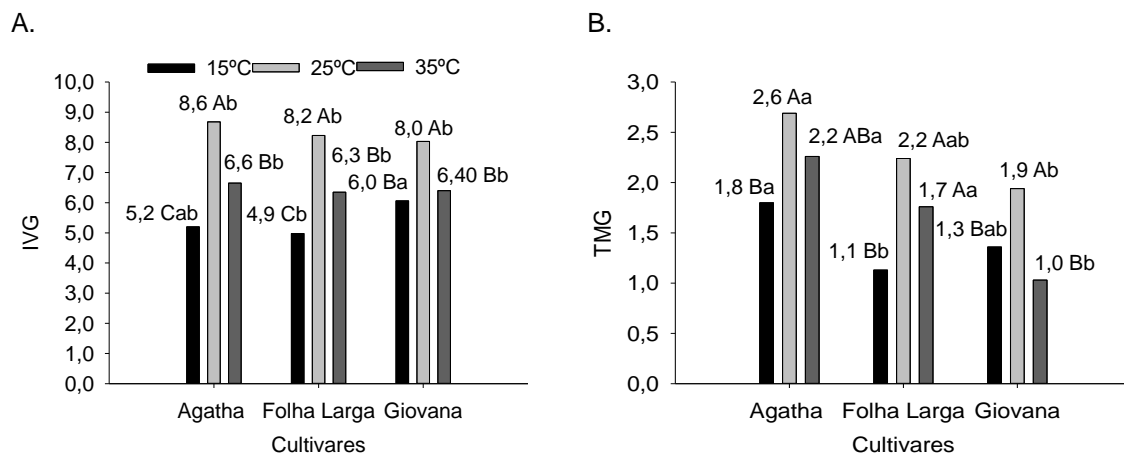 A.
15ºC 25ºC 35ºC
10,0
9,0
8,0
7,0
6,0
5,0
4,0
3,0
2,0
1,0
0,0
IVG
5,2 Cab
8,6 Ab
6,6 Bb
4,9 Cb
8,2 Ab
6,3 Bb
6,0 Ba
8,0 Ab
6,40 Bb
Agatha Folha Larga Giovana
Cultivares
B.
3,0
2,5
2,0
1,5
1,0
0,5
0,0
TMG
1,8 Ba
2,6 Aa
2,2 ABa
1,1 Bb
2,2 Aab
1,7 Aa
1,3 Bab
1,9 Ab
1,0 Bb
Agatha Folha Larga Giovana
Cultivares